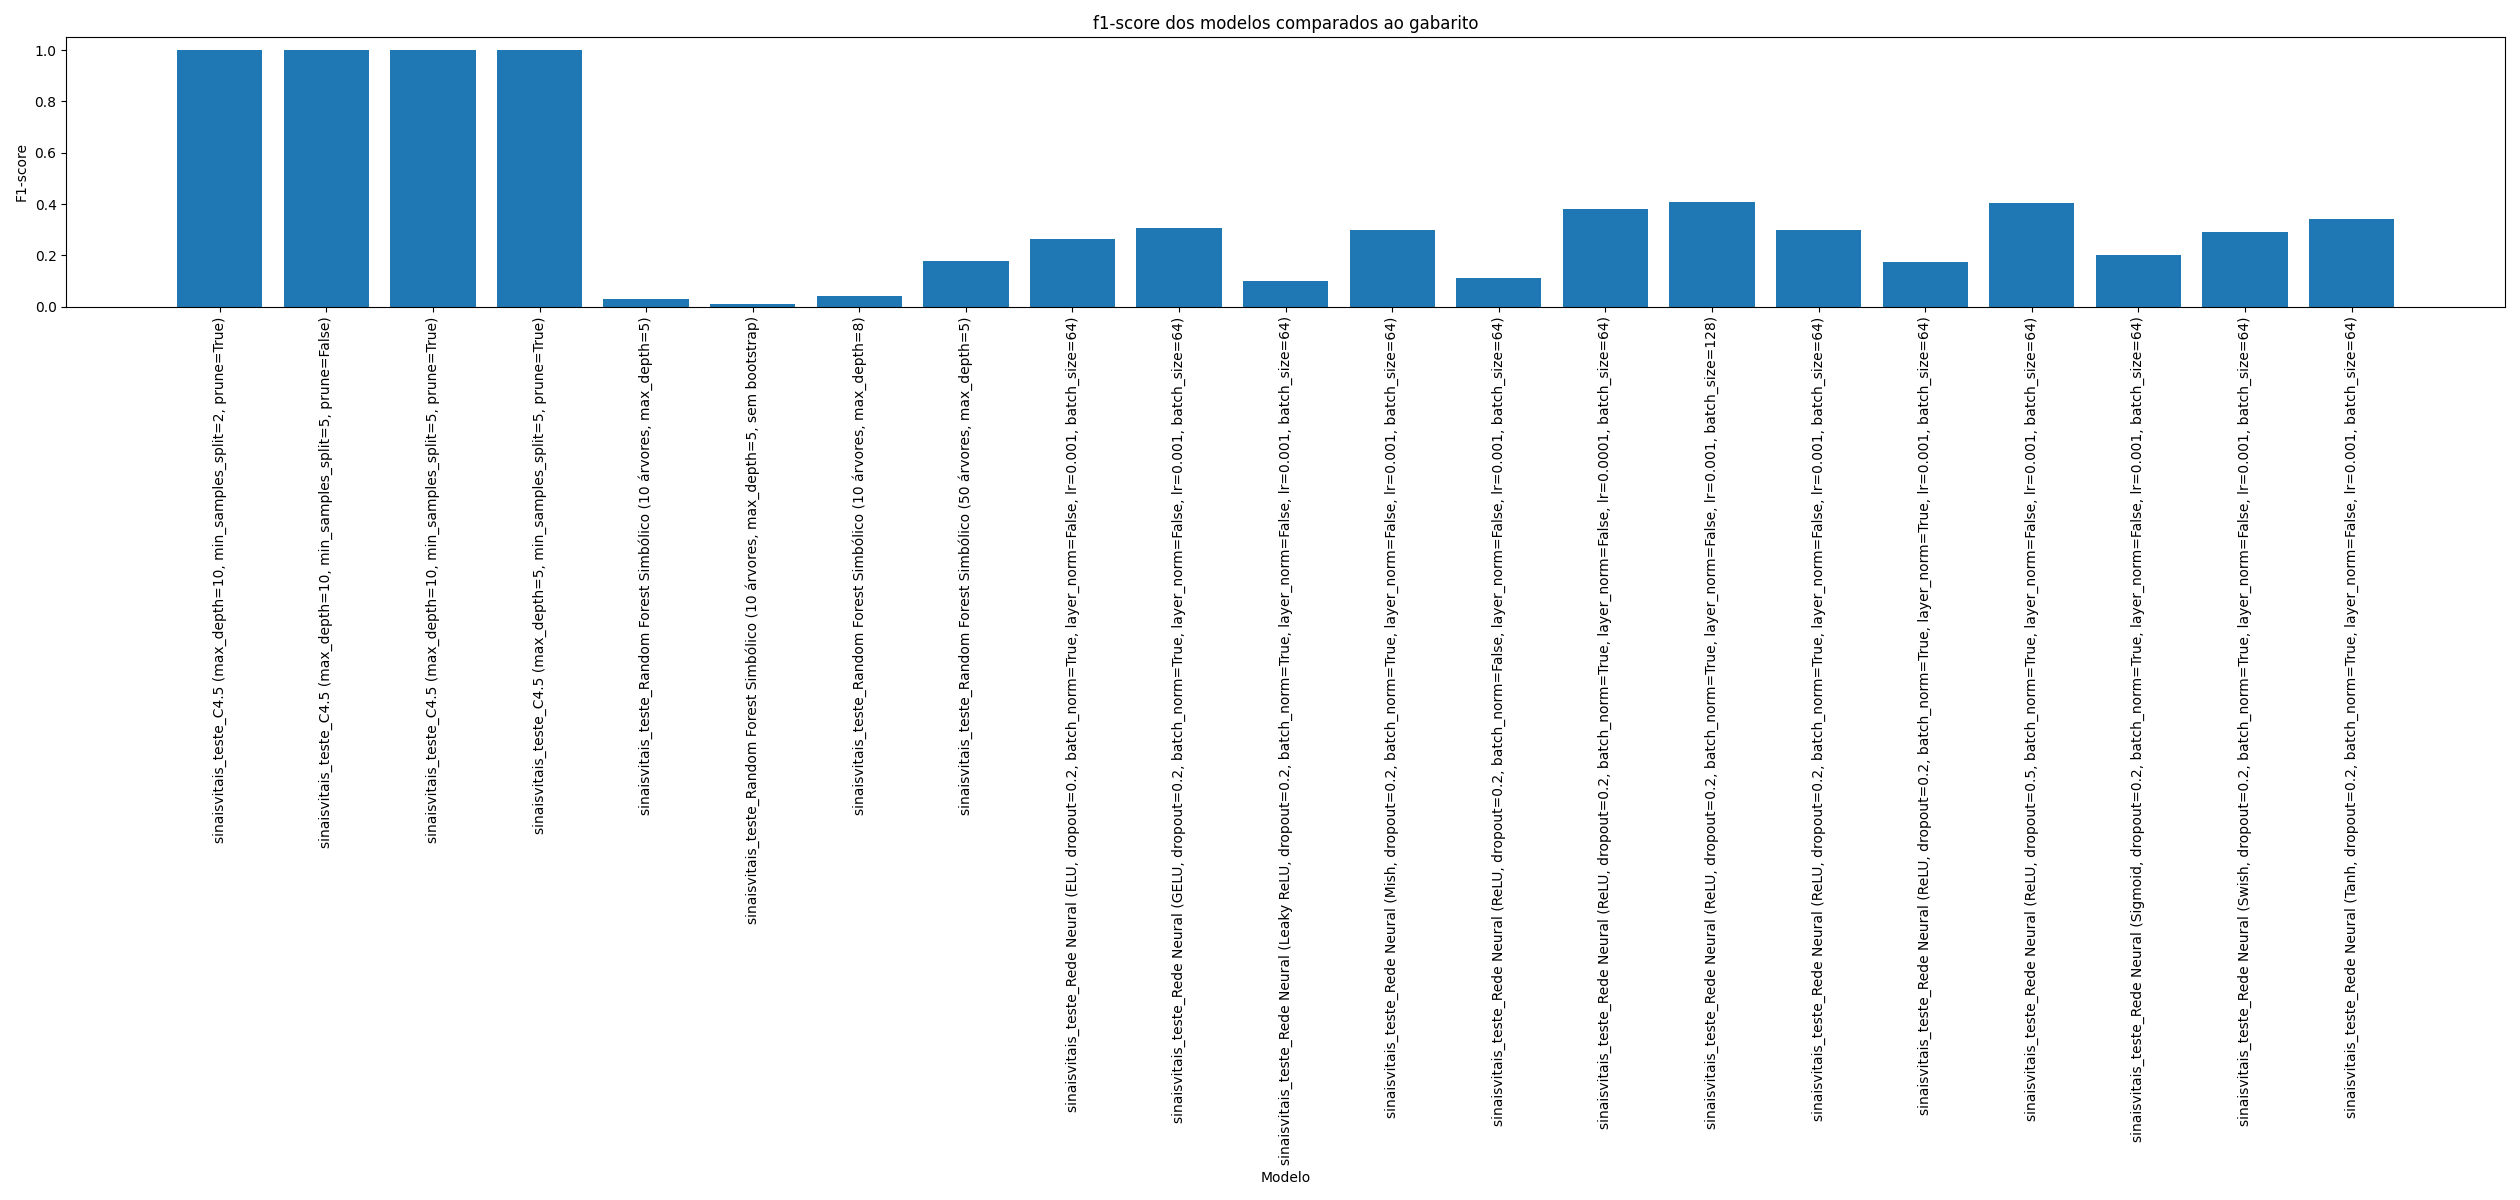 f1-score dos modelos comparados ao gabarito
F1-score
1.0
0.8
0.6
0.4
0.2
0.0
sinaisvitais_teste_C4.5 (max_depth=10, min_samples_split=2, prune=True)
sinaisvitais_teste_C4.5 (max_depth=10, min_samples_split=5, prune=False)
sinaisvitais_teste_C4.5 (max_depth=10, min_samples_split=5, prune=True)
sinaisvitais_teste_C4.5 (max_depth=5, min_samples_split=5, prune=True)
sinaisvitais_teste_Random Forest Simbólico (10 árvores, max_depth=5)
sinaisvitais_teste_Random Forest Simbólico (10 árvores, max_depth=5, sem bootstrap)
sinaisvitais_teste_Random Forest Simbólico (10 árvores, max_depth=8)
sinaisvitais_teste_Random Forest Simbólico (50 árvores, max_depth=5)
sinaisvitais_teste_Rede Neural (ELU, dropout=0.2, batch_norm=True, layer_norm=False, lr=0.001, batch_size=64)
sinaisvitais_teste_Rede Neural (GELU, dropout=0.2, batch_norm=True, layer_norm=False, lr=0.001, batch_size=64)
sinaisvitais_teste_Rede Neural (Leaky ReLU, dropout=0.2, batch_norm=True, layer_norm=False, lr=0.001, batch_size=64)
sinaisvitais_teste_Rede Neural (Mish, dropout=0.2, batch_norm=True, layer_norm=False, lr=0.001, batch_size=64)
sinaisvitais_teste_Rede Neural (ReLU, dropout=0.2, batch_norm=False, layer_norm=False, lr=0.001, batch_size=64)
sinaisvitais_teste_Rede Neural (ReLU, dropout=0.2, batch_norm=True, layer_norm=False, lr=0.0001, batch_size=64)
sinaisvitais_teste_Rede Neural (ReLU, dropout=0.2, batch_norm=True, layer_norm=False, lr=0.001, batch_size=128)
sinaisvitais_teste_Rede Neural (ReLU, dropout=0.2, batch_norm=True, layer_norm=False, lr=0.001, batch_size=64)
sinaisvitais_teste_Rede Neural (ReLU, dropout=0.2, batch_norm=True, layer_norm=True, lr=0.001, batch_size=64)
sinaisvitais_teste_Rede Neural (ReLU, dropout=0.5, batch_norm=True, layer_norm=False, lr=0.001, batch_size=64)
sinaisvitais_teste_Rede Neural (Sigmoid, dropout=0.2, batch_norm=True, layer_norm=False, lr=0.001, batch_size=64)
sinaisvitais_teste_Rede Neural (Swish, dropout=0.2, batch_norm=True, layer_norm=False, lr=0.001, batch_size=64)
sinaisvitais_teste_Rede Neural (Tanh, dropout=0.2, batch_norm=True, layer_norm=False, lr=0.001, batch_size=64)
Modelo